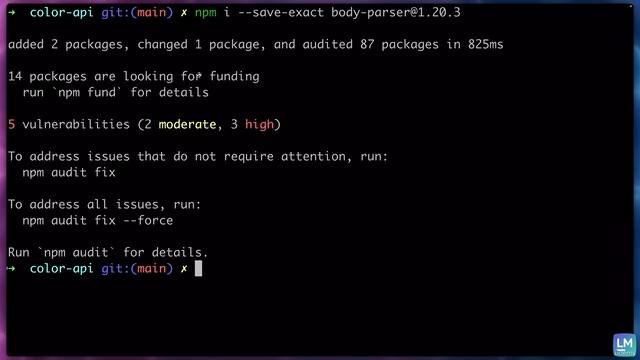 ➜  color-api git:(main) ✗ npm i --save-exact body-parser@1.20.3
added 2 packages, changed 1 package, and audited 87 packages in 825ms
14 packages are looking for funding
  run `npm fund` for details
5 vulnerabilities (2 moderate, 3 high)
To address issues that do not require attention, run:
  npm audit fix
To address all issues, run:
  npm audit fix --force
Run `npm audit` for details.
➜  color-api git:(main) ✗
LM